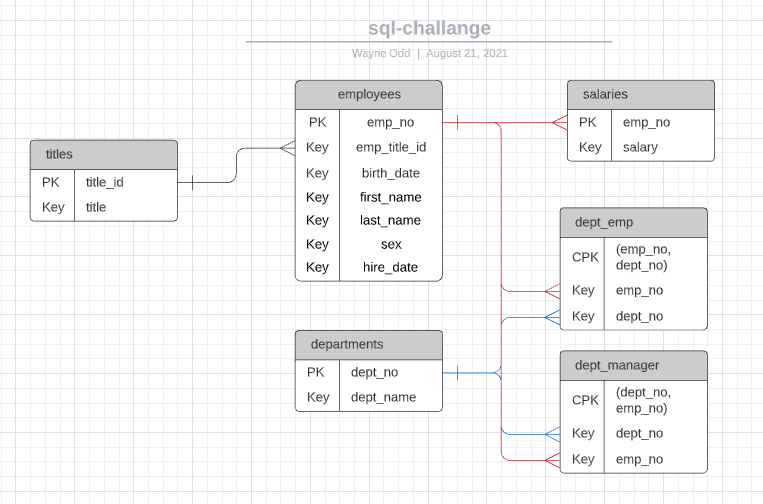 sql-challange
Wayne Odd | August 21, 2021
employees
PK emp_no
Key emp_title_id
Key birth_date
Key first_name
Key last_name
Key sex
Key hire_date
salaries
PK emp_no
Key salary
titles
PK title_id
Key title
dept_emp
CPK (emp_no,
dept_no)
Key emp_no
Key dept_no
departments
PK dept_no
Key dept_name
dept_manager
CPK (dept_no,
emp_no)
Key dept_no
Key emp_no